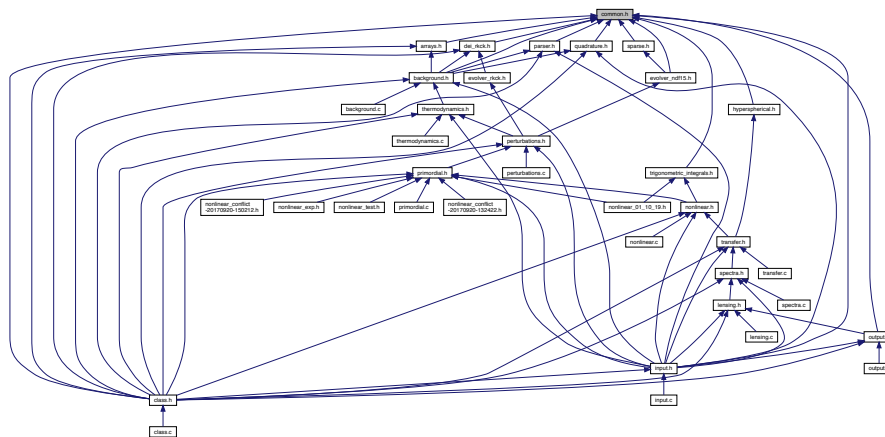 common.h
arrays.h
dei_rkck.h
parser.h
quadrature.h
sparse.h
background.h
evolver_rkck.h
evolver_ndf15.h
background.c
thermodynamics.h
hyperspherical.h
thermodynamics.c
perturbations.h
primordial.h
perturbations.c
trigonometric_integrals.h
nonlinear_conflict
-20170920-150212.h
nonlinear_exp.h
nonlinear_test.h
primordial.c
nonlinear_conflict
-20170920-132422.h
nonlinear_01_10_19.h
nonlinear.h
nonlinear.c
transfer.h
spectra.h
transfer.c
lensing.h
spectra.c
lensing.c
output
input.h
output
class.h
input.c
class.c